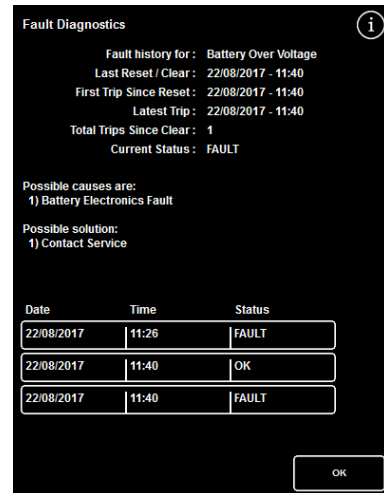 Fault Diagnostics
i
Fault history for : Battery Over Voltage
Last Reset / Clear : 22/08/2017 - 11:40
First Trip Since Reset : 22/08/2017 - 11:40
Latest Trip : 22/08/2017 - 11:40
Total Trips Since Clear : 1
Current Status : FAULT
Possible causes are:
1) Battery Electronics Fault
Possible solution:
1) Contact Service
Date Time Status
22/08/2017 11:26 FAULT
22/08/2017 11:40 OK
22/08/2017 11:40 FAULT
OK